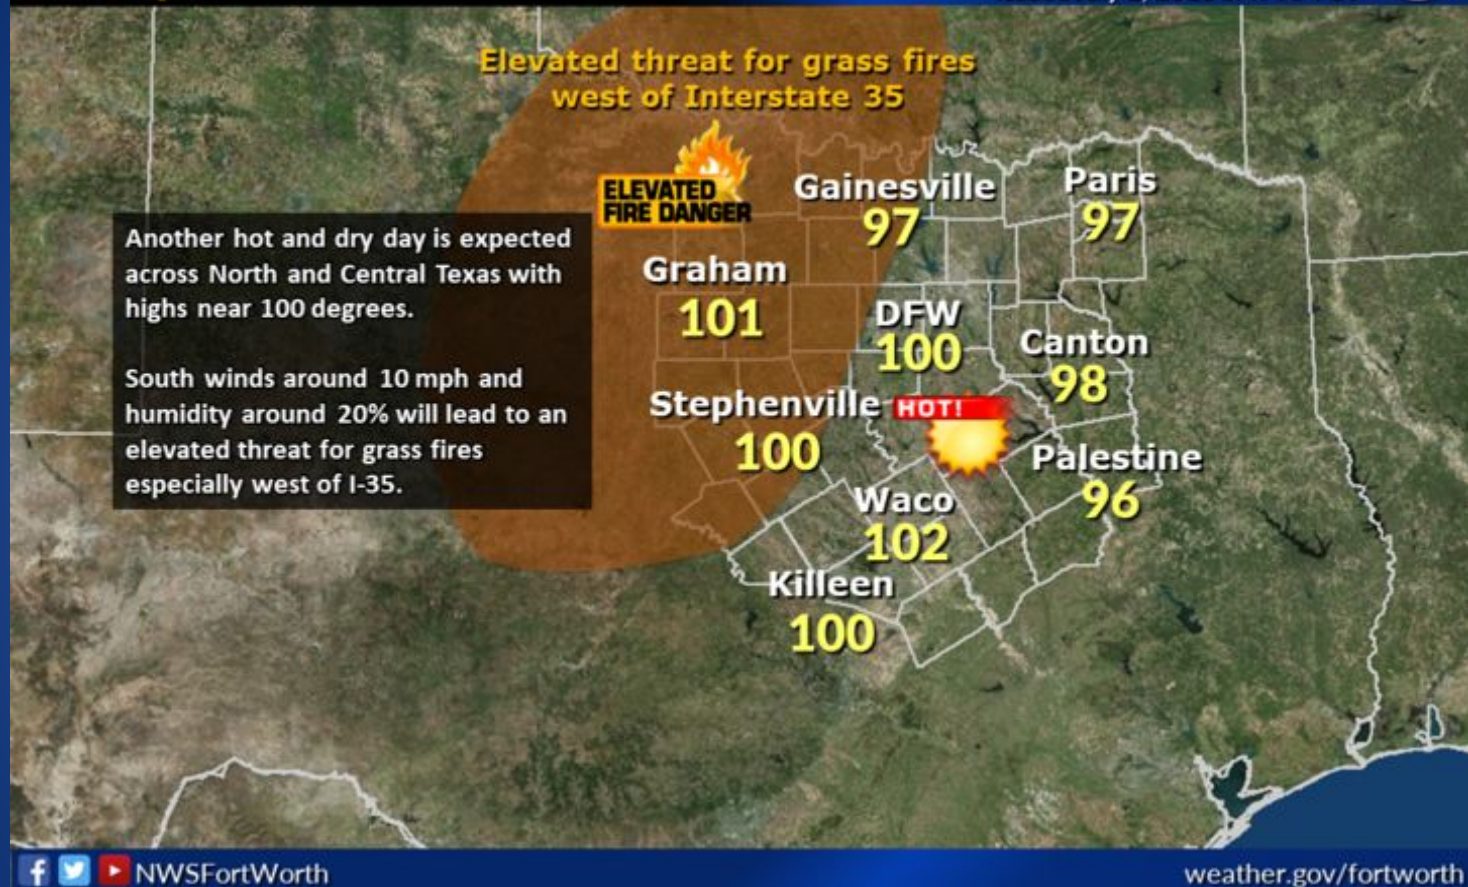 Elevated threat for grass fires
west of Interstate 35
ELEVATED
FIRE DANGER
Gainesville
97
Paris
97
Another hot and dry day is expected
across North and Central Texas with
highs near 100 degrees.
South winds around 10 mph and
humidity around 20% will lead to an
elevated threat for grass fires
especially west of I-35.
Graham
101
DFW
100
Canton
98
Stephenville
100
HOT!
Palestine
96
Waco
102
Killeen
100
NWSFortWorth
weather.gov/fortworth